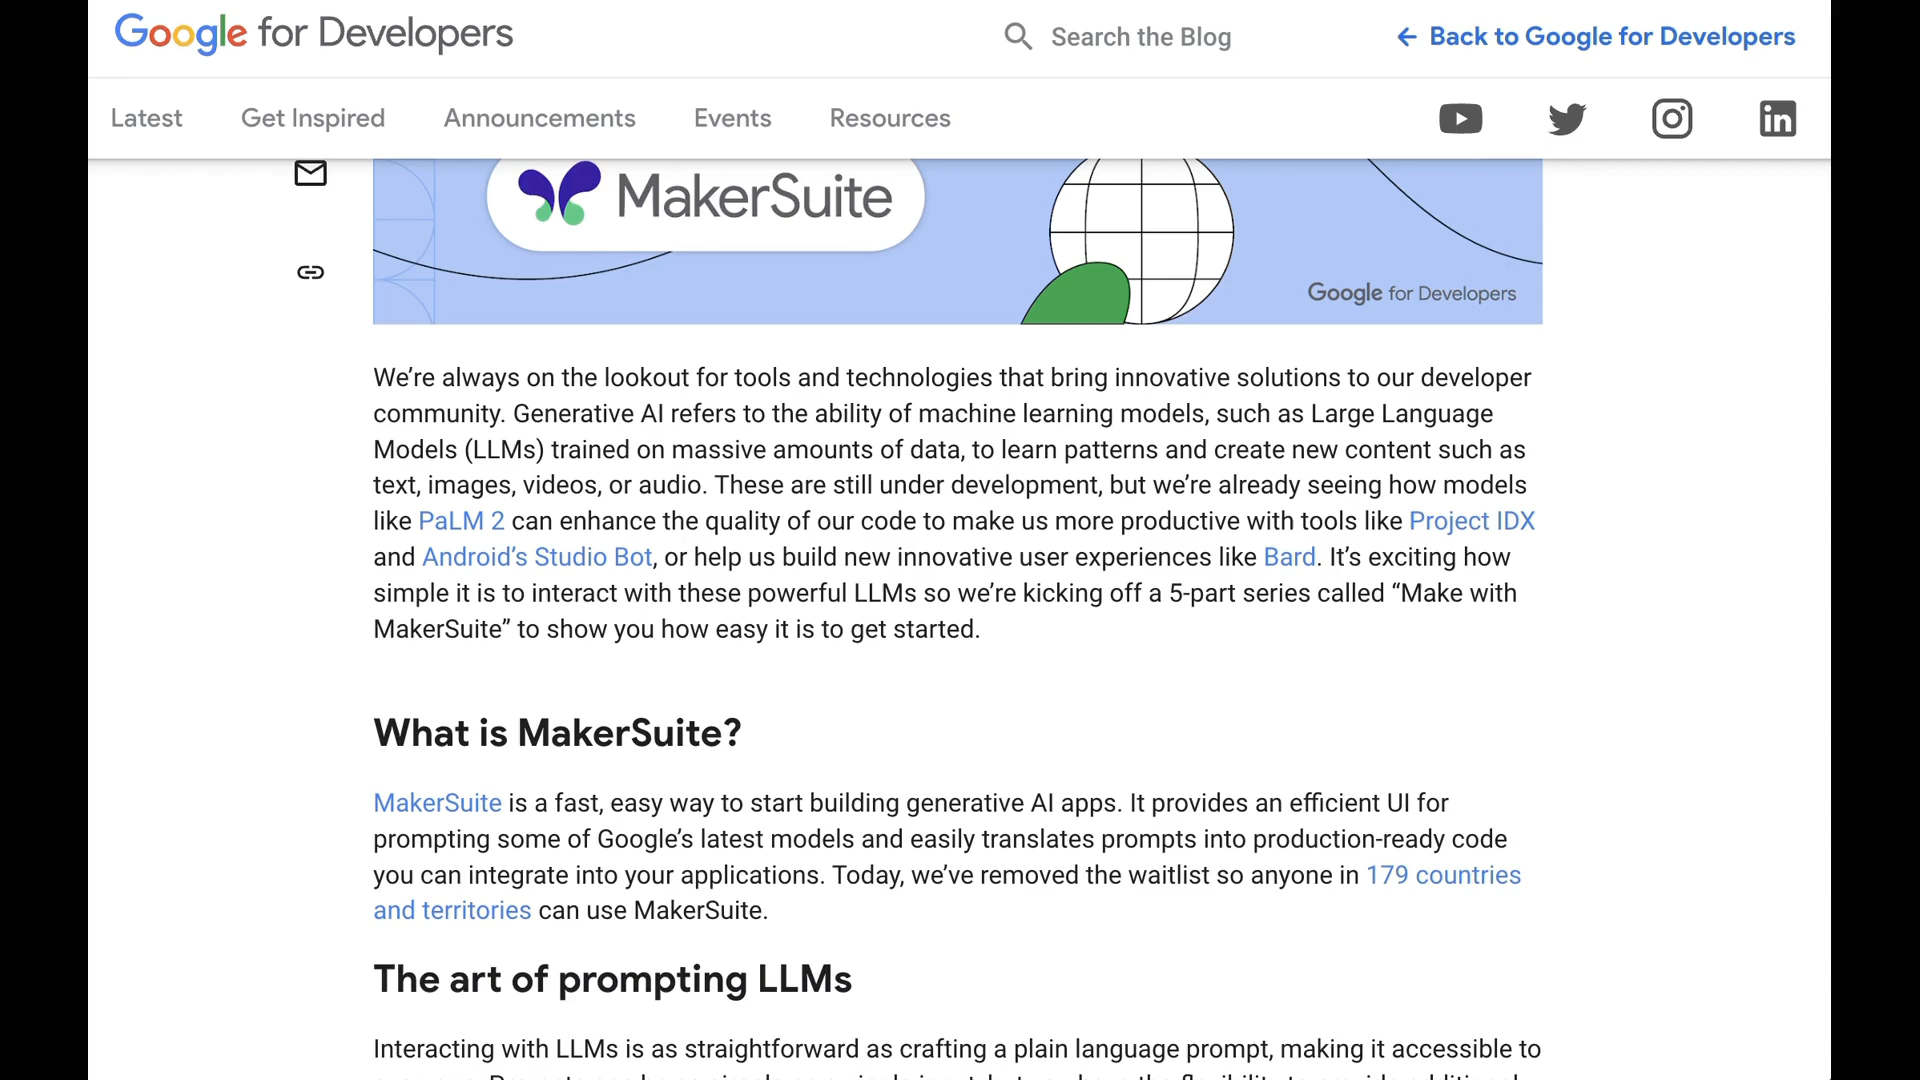 Google for Developers
Search the Blog
Back to Google for Developers
Latest
Get Inspired
Announcements
Events
Resources
MakerSuite
Google for Developers
We’re always on the lookout for tools and technologies that bring innovative solutions to our developer
community. Generative AI refers to the ability of machine learning models, such as Large Language
Models (LLMs) trained on massive amounts of data, to learn patterns and create new content such as
text, images, videos, or audio. These are still under development, but we’re already seeing how models
like PaLM 2 can enhance the quality of our code to make us more productive with tools like Project IDX
and Android’s Studio Bot, or help us build new innovative user experiences like Bard. It’s exciting how
simple it is to interact with these powerful LLMs so we’re kicking off a 5-part series called “Make with
MakerSuite” to show you how easy it is to get started.
What is MakerSuite?
MakerSuite is a fast, easy way to start building generative AI apps. It provides an efficient UI for
prompting some of Google’s latest models and easily translates prompts into production-ready code
you can integrate into your applications. Today, we’ve removed the waitlist so anyone in 179 countries
and territories can use MakerSuite.
The art of prompting LLMs
Interacting with LLMs is as straightforward as crafting a plain language prompt, making it accessible to